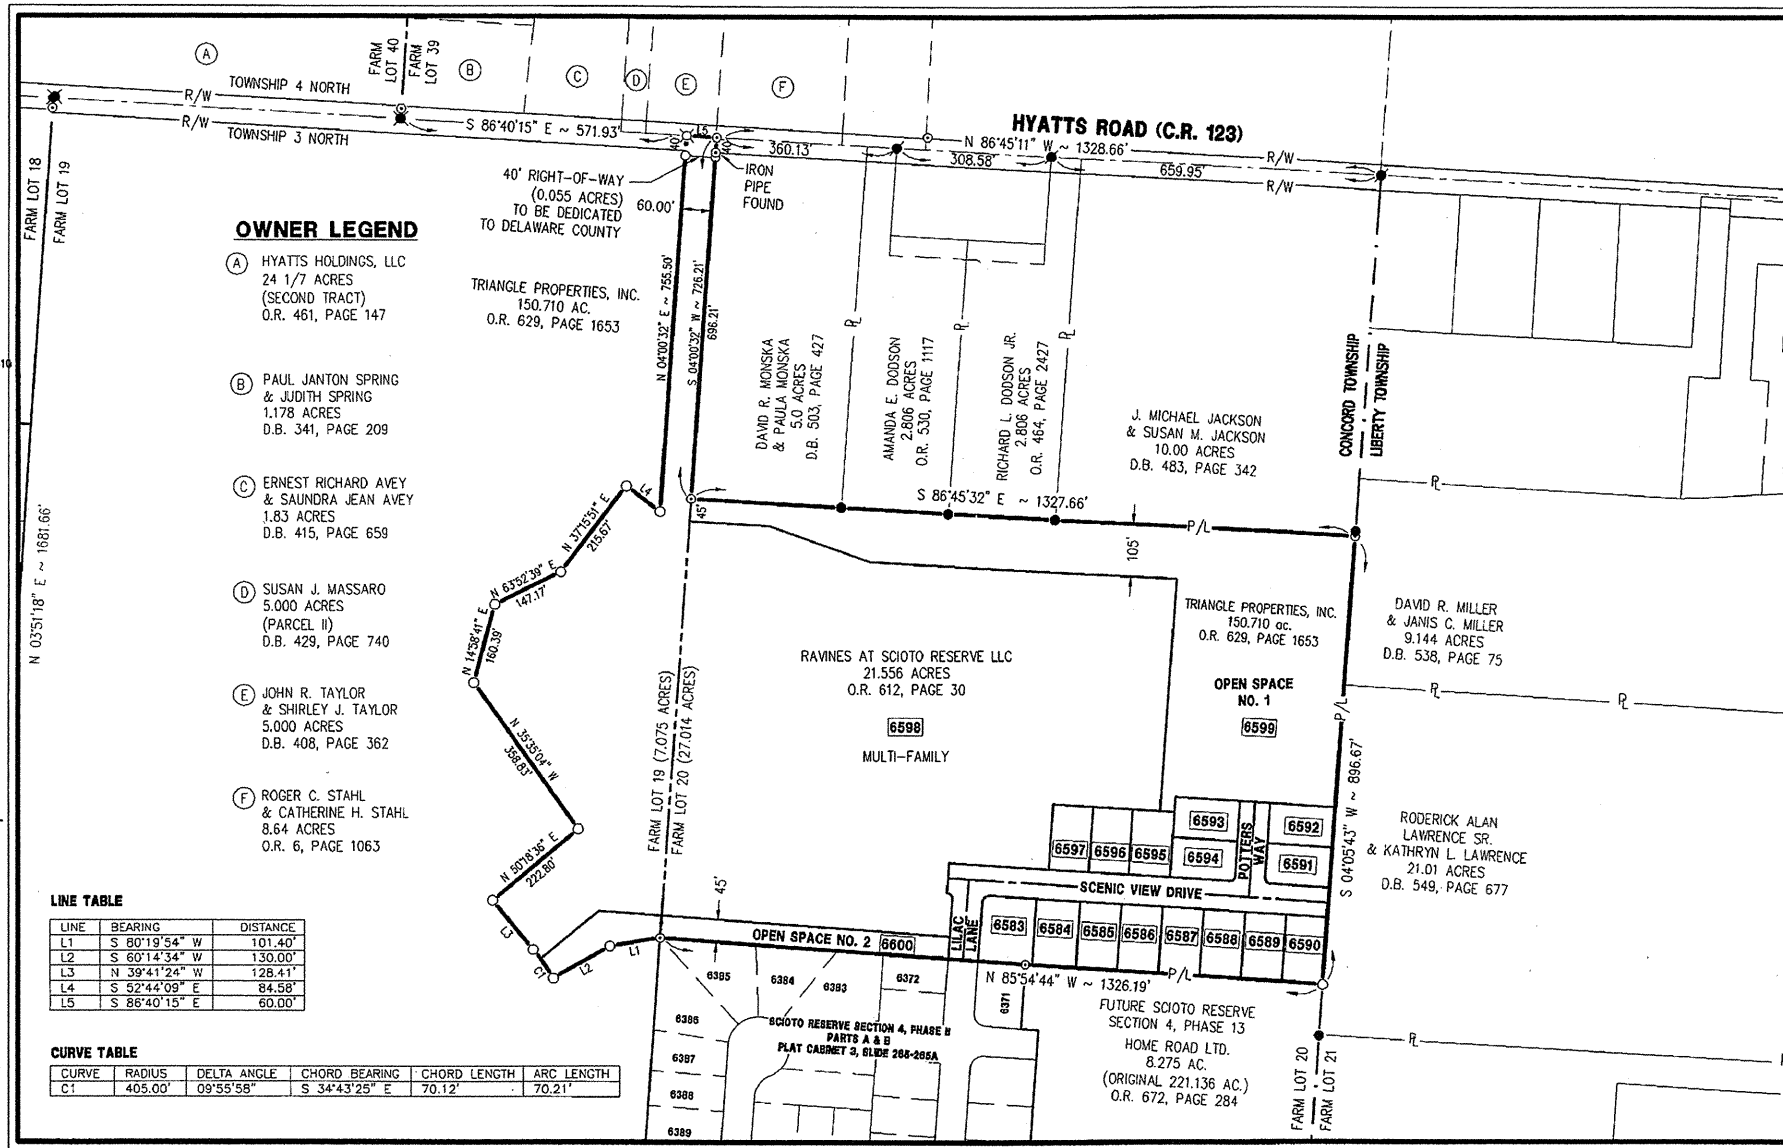 FARM LOT 40
FARM LOT 39
A
B
C
D
E
F
TOWNSHIP 4 NORTH
R/W
R/W
TOWNSHIP 3 NORTH
S 86°40'15" E ~ 571.93'
L5
40'
40'
HYATTS ROAD (C.R. 123)
N 86°45'11" W ~ 1328.66'
360.13'
308.58'
659.95'
R/W
R/W
FARM LOT 18
FARM LOT 19
N 03°51'18" E ~ 1681.66'
40' RIGHT-OF-WAY
(0.055 ACRES)
TO BE DEDICATED
TO DELAWARE COUNTY
60.00'
IRON
PIPE
FOUND
OWNER LEGEND
A HYATTS HOLDINGS, LLC
24 1/7 ACRES
(SECOND TRACT)
O.R. 461, PAGE 147
B PAUL JANTON SPRING
& JUDITH SPRING
1.178 ACRES
D.B. 341, PAGE 209
C ERNEST RICHARD AVEY
& SAUNDRA JEAN AVEY
1.83 ACRES
D.B. 415, PAGE 659
D SUSAN J. MASSARO
5.000 ACRES
(PARCEL II)
D.B. 429, PAGE 740
E JOHN R. TAYLOR
& SHIRLEY J. TAYLOR
5.000 ACRES
D.B. 408, PAGE 362
F ROGER C. STAHL
& CATHERINE H. STAHL
8.64 ACRES
O.R. 6, PAGE 1063
TRIANGLE PROPERTIES, INC.
150.710 AC.
O.R. 629, PAGE 1653
N 04°00'32" E ~ 755.50'
S 04°00'32" W ~ 726.21'
696.21'
DAVID R. MONSKA
& PAULA MONSKA
5.0 ACRES
D.B. 503, PAGE 427
PL
AMANDA E. DODSON
2.806 ACRES
O.R. 530, PAGE 1117
PL
RICHARD L. DODSON JR.
2.806 ACRES
O.R. 464, PAGE 2427
PL
J. MICHAEL JACKSON
& SUSAN M. JACKSON
10.00 ACRES
D.B. 483, PAGE 342
CONCORD TOWNSHIP
LIBERTY TOWNSHIP
PL
S 86°45'32" E ~ 1327.66'
P/L
45'
105'
L4
N 37°15'51" E
215.67'
N 63°52'39" E
147.17'
N 14°58'41" E
160.39'
N 35°35'04" W
358.83'
N 50°18'36" E
222.80'
L3
C1
L2
L1
FARM LOT 19 (7.075 ACRES)
FARM LOT 20 (27.014 ACRES)
RAVINES AT SCIOTO RESERVE LLC
21.556 ACRES
O.R. 612, PAGE 30
6598
MULTI-FAMILY
TRIANGLE PROPERTIES, INC.
150.710 ac.
O.R. 629, PAGE 1653
OPEN SPACE
NO. 1
6599
DAVID R. MILLER
& JANIS C. MILLER
9.144 ACRES
D.B. 538, PAGE 75
PL
PL
P/L
S 04°05'43" W ~ 896.67'
RODERICK ALAN
LAWRENCE SR.
& KATHRYN L. LAWRENCE
21.01 ACRES
D.B. 549, PAGE 677
6593
6592
6597
6596
6595
6594
6591
POTTERS
WAY
SCENIC VIEW DRIVE
LILAC
LANE
6583
6584
6585
6586
6587
6588
6589
6590
45'
OPEN SPACE NO. 2 6600
N 85°54'44" W ~ 1326.19'
P/L
6385
6384
6383
6372
6371
6386
6387
6388
6389
SCIOTO RESERVE SECTION 4, PHASE 11
PARTS A & B
PLAT CABINET 3, SLIDE 265-265A
FUTURE SCIOTO RESERVE
SECTION 4, PHASE 13
HOME ROAD LTD.
8.275 AC.
(ORIGINAL 221.136 AC.)
O.R. 672, PAGE 284
FARM LOT 20
FARM LOT 21
PL
LINE TABLE
LINE BEARING DISTANCE
L1 S 80°19'54" W 101.40'
L2 S 60°14'34" W 130.00'
L3 N 39°41'24" W 128.41'
L4 S 52°44'09" E 84.58'
L5 S 86°40'15" E 60.00'
CURVE TABLE
CURVE RADIUS DELTA ANGLE CHORD BEARING CHORD LENGTH ARC LENGTH
C1 405.00' 09°55'58" S 34°43'25" E 70.12' 70.21'